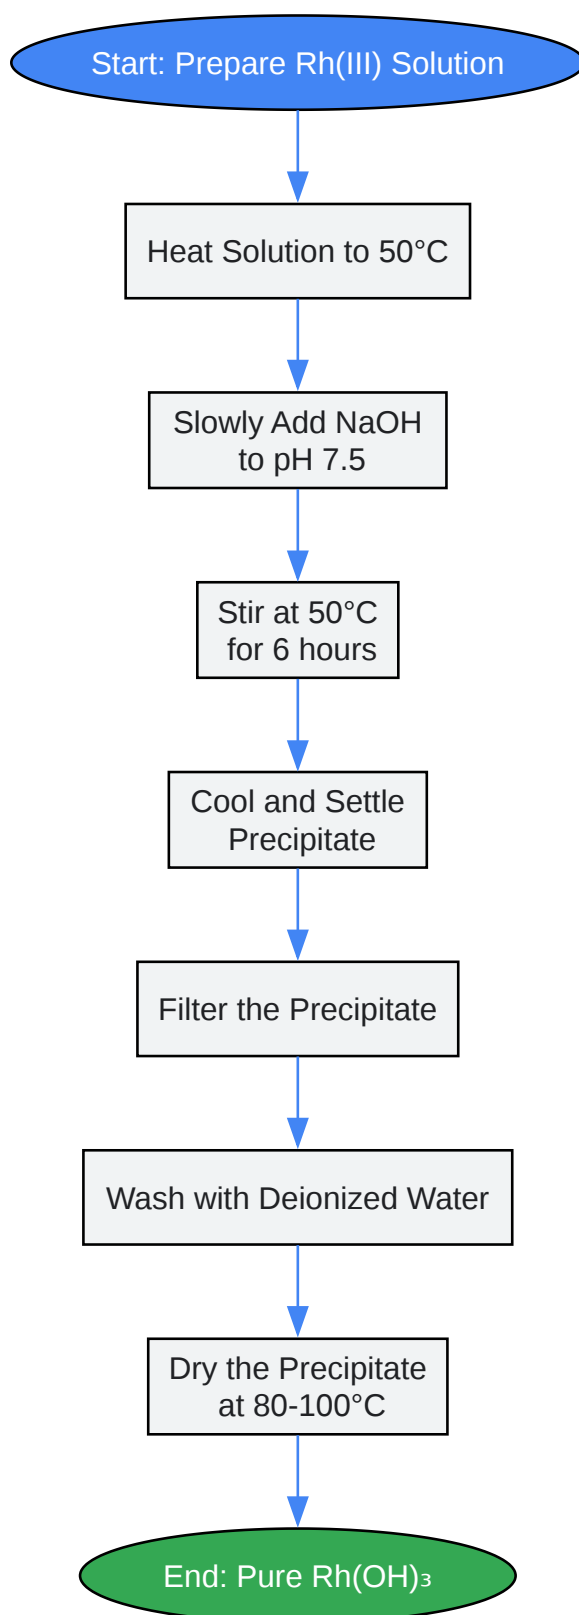 Start: Prepare Rh(III) Solution
Heat Solution to 50°C
Slowly Add NaOH
to pH 7.5
Stir at 50°C
for 6 hours
Cool and Settle
Precipitate
Filter the Precipitate
Wash with Deionized Water
Dry the Precipitate
at 80-100°C
End: Pure Rh(OH)₃